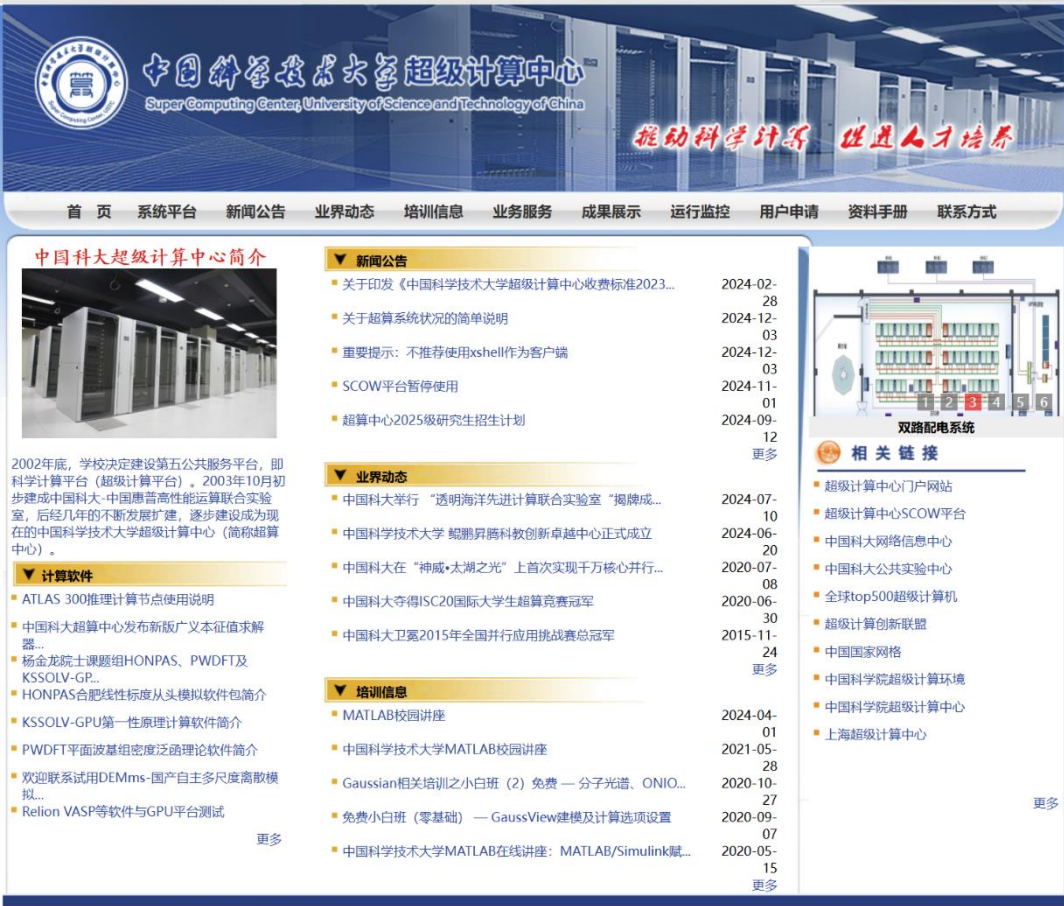 中国科学技术大学超级计算中心
Super Computing Center, University of Science and Technology of China
推动科学计算 促进人才培养
首 页 系统平台 新闻公告 业界动态 培训信息 业务服务 成果展示 运行监控 用户申请 资料手册 联系方式
中国科大超级计算中心简介
2002年底，学校决定建设第五公共服务平台，即
科学计算平台（超级计算平台）。2003年10月初
步建成中国科大-中国惠普高性能运算联合实验
室，后经几年的不断发展扩建，逐步建设成为现
在的中国科学技术大学超级计算中心（简称超算
中心）。
计算软件
ATLAS 300推理计算节点使用说明
中国科大超算中心发布新版广义本征值求解
器...
杨金龙院士课题组HONPAS、PWDFT及
KSSOLV-GP...
HONPAS合肥线性标度从头模拟软件包简介
KSSOLV-GPU第一性原理计算软件简介
PWDFT平面波基组密度泛函理论软件简介
欢迎联系试用DEMms-国产自主多尺度离散模
拟...
Relion VASP等软件与GPU平台测试
更多
新闻公告
关于印发《中国科学技术大学超级计算中心收费标准2023... 2024-02-
28
关于超算系统状况的简单说明 2024-12-
03
重要提示：不推荐使用xshell作为客户端 2024-12-
03
SCOW平台暂停使用 2024-11-
01
超算中心2025级研究生招生计划 2024-09-
12
更多
业界动态
中国科大举行 “透明海洋先进计算联合实验室“揭牌成... 2024-07-
10
中国科学技术大学 鲲鹏昇腾科教创新卓越中心正式成立 2024-06-
20
中国科大在“神威•太湖之光”上首次实现千万核心并行... 2020-07-
08
中国科大夺得ISC20国际大学生超算竞赛冠军 2020-06-
30
中国科大卫冕2015年全国并行应用挑战赛总冠军 2015-11-
24
更多
培训信息
MATLAB校园讲座 2024-04-
01
中国科学技术大学MATLAB校园讲座 2021-05-
28
Gaussian相关培训之小白班（2）免费 — 分子光谱、ONIO... 2020-10-
27
免费小白班（零基础） — GaussView建模及计算选项设置 2020-09-
07
中国科学技术大学MATLAB在线讲座：MATLAB/Simulink赋... 2020-05-
15
更多
1 2 3 4 5 6
双路配电系统
相关链接
超级计算中心门户网站
超级计算中心SCOW平台
中国科大网络信息中心
中国科大公共实验中心
全球top500超级计算机
超级计算创新联盟
中国国家网格
中国科学院超级计算环境
中国科学院超级计算中心
上海超级计算中心
更多